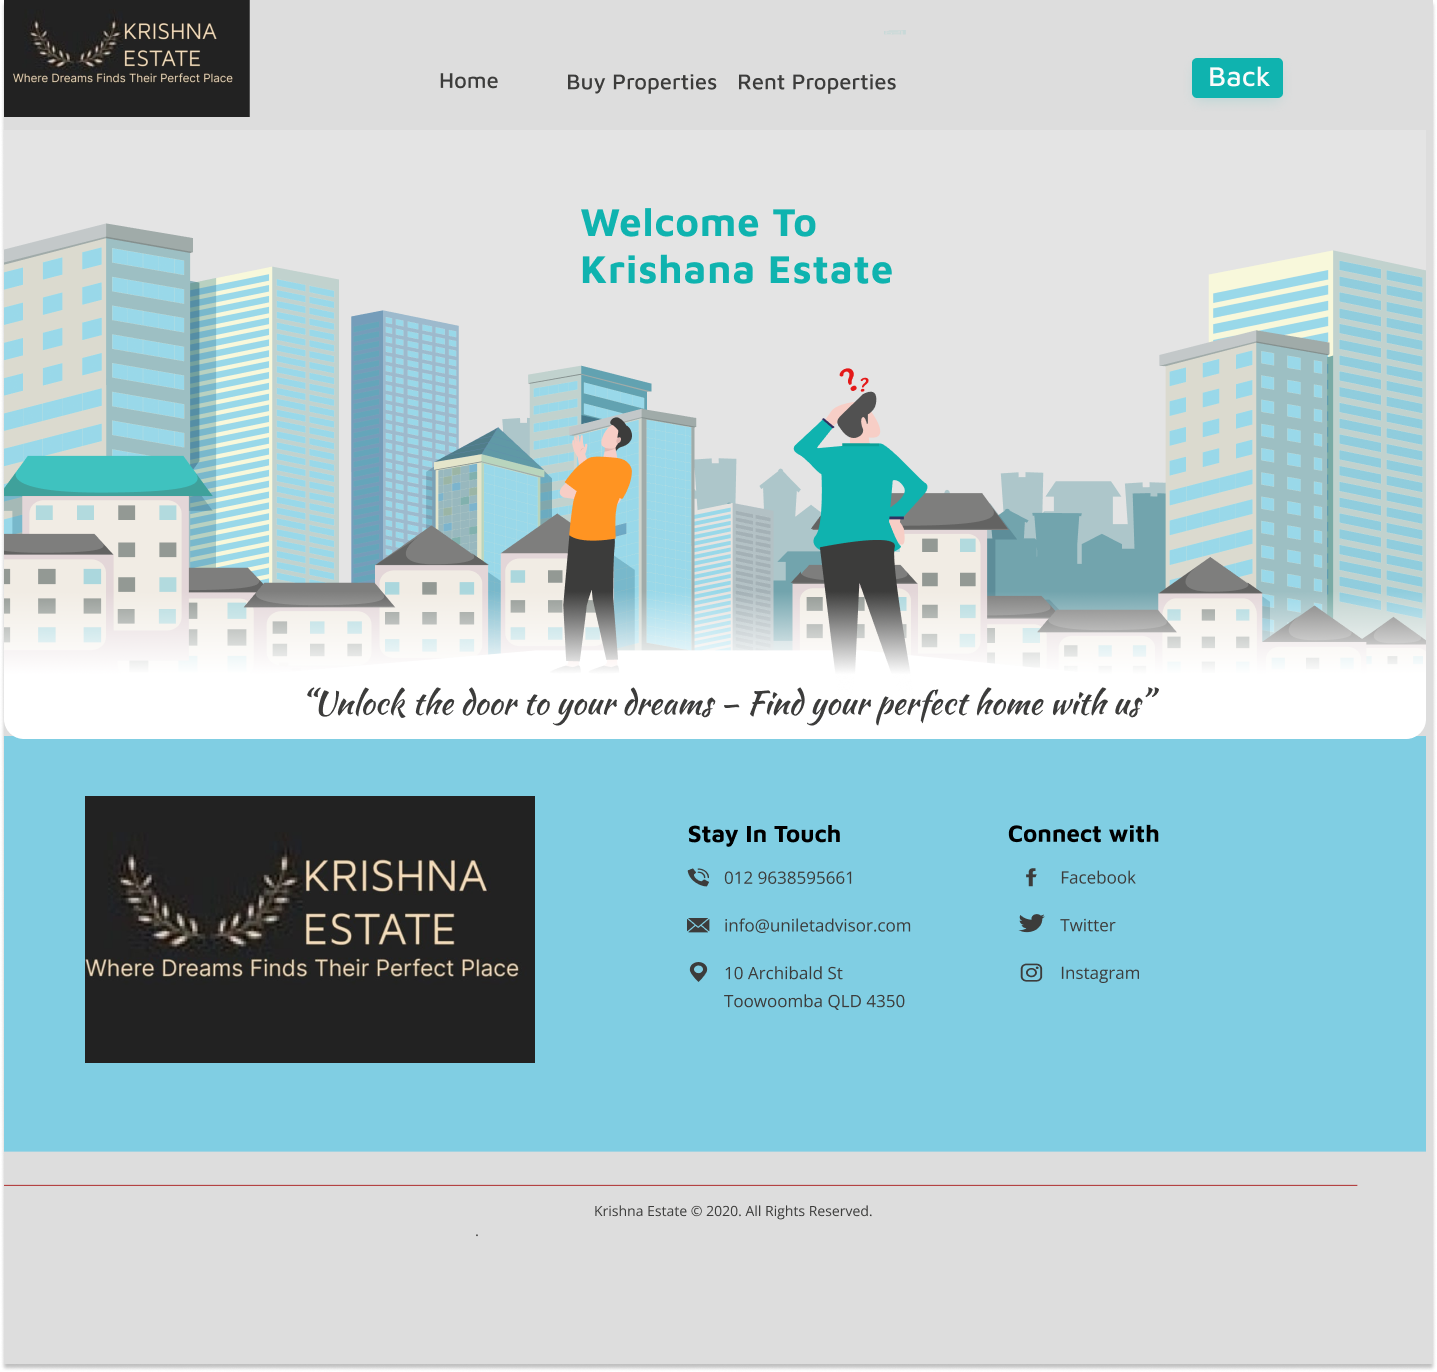 KRISHNA
ESTATE
Where Dreams Finds Their Perfect Place
Home
Buy Properties
Rent Properties
Back
Welcome To
Krishana Estate
? ?
“Unlock the door to your dreams – Find your perfect home with us”
KRISHNA
ESTATE
Where Dreams Finds Their Perfect Place
Stay In Touch
012 9638595661
info@uniletadvisor.com
10 Archibald St
Toowoomba QLD 4350
Connect with
Facebook
Twitter
Instagram
Krishna Estate © 2020. All Rights Reserved.
.